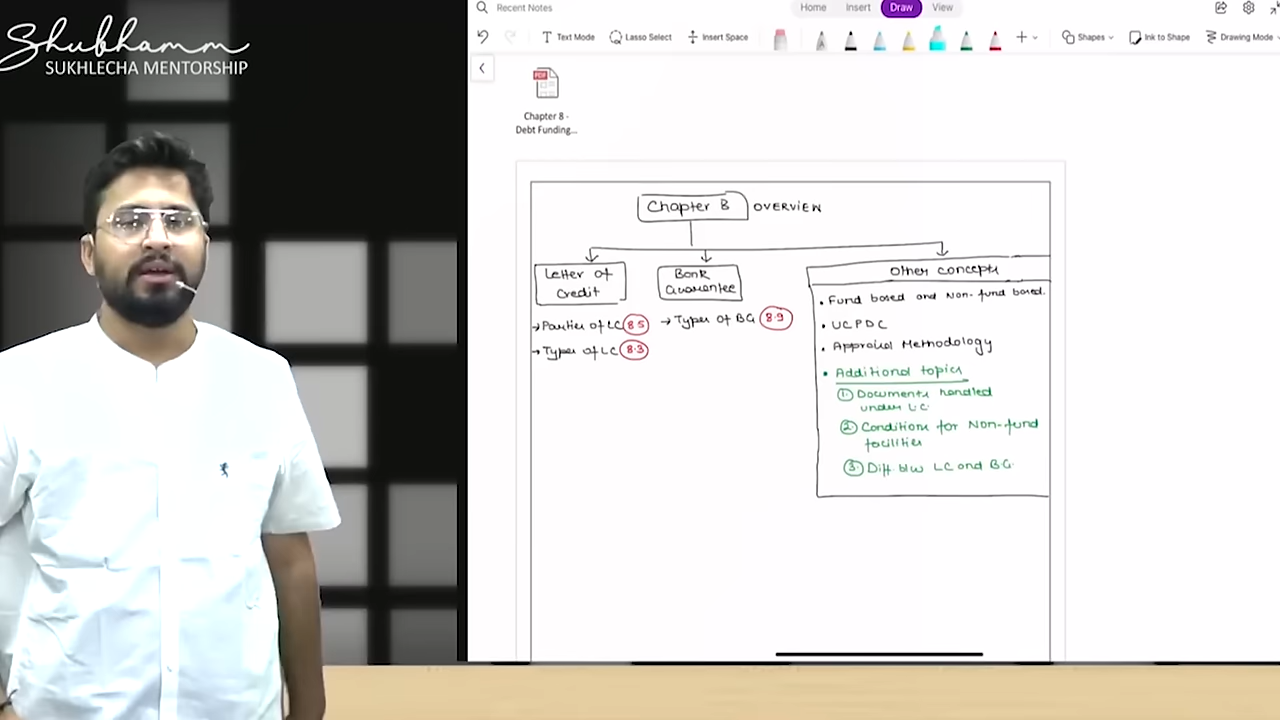 Shubhamm
SUKHLECHA MENTORSHIP
Recent Notes
Home Insert Draw View
Text Mode Lasso Select Insert Space Shapes Ink to Shape Drawing Mode
PDF
Chapter 8 -
Debt Funding...
Chapter 8 OVERVIEW
Letter of
Credit
Bank
Guarantee
Other concepts
→ Parties of LC 8.5
→ Types of LC 8.3
→ Types of BG 8.9
• Fund based and Non-fund based.
• UCPDC
• Appraisal Methodology
• Additional topics
① Documents handled
under LC.
② Conditions for Non-fund
facilities
③ Diff b/w LC and BG.